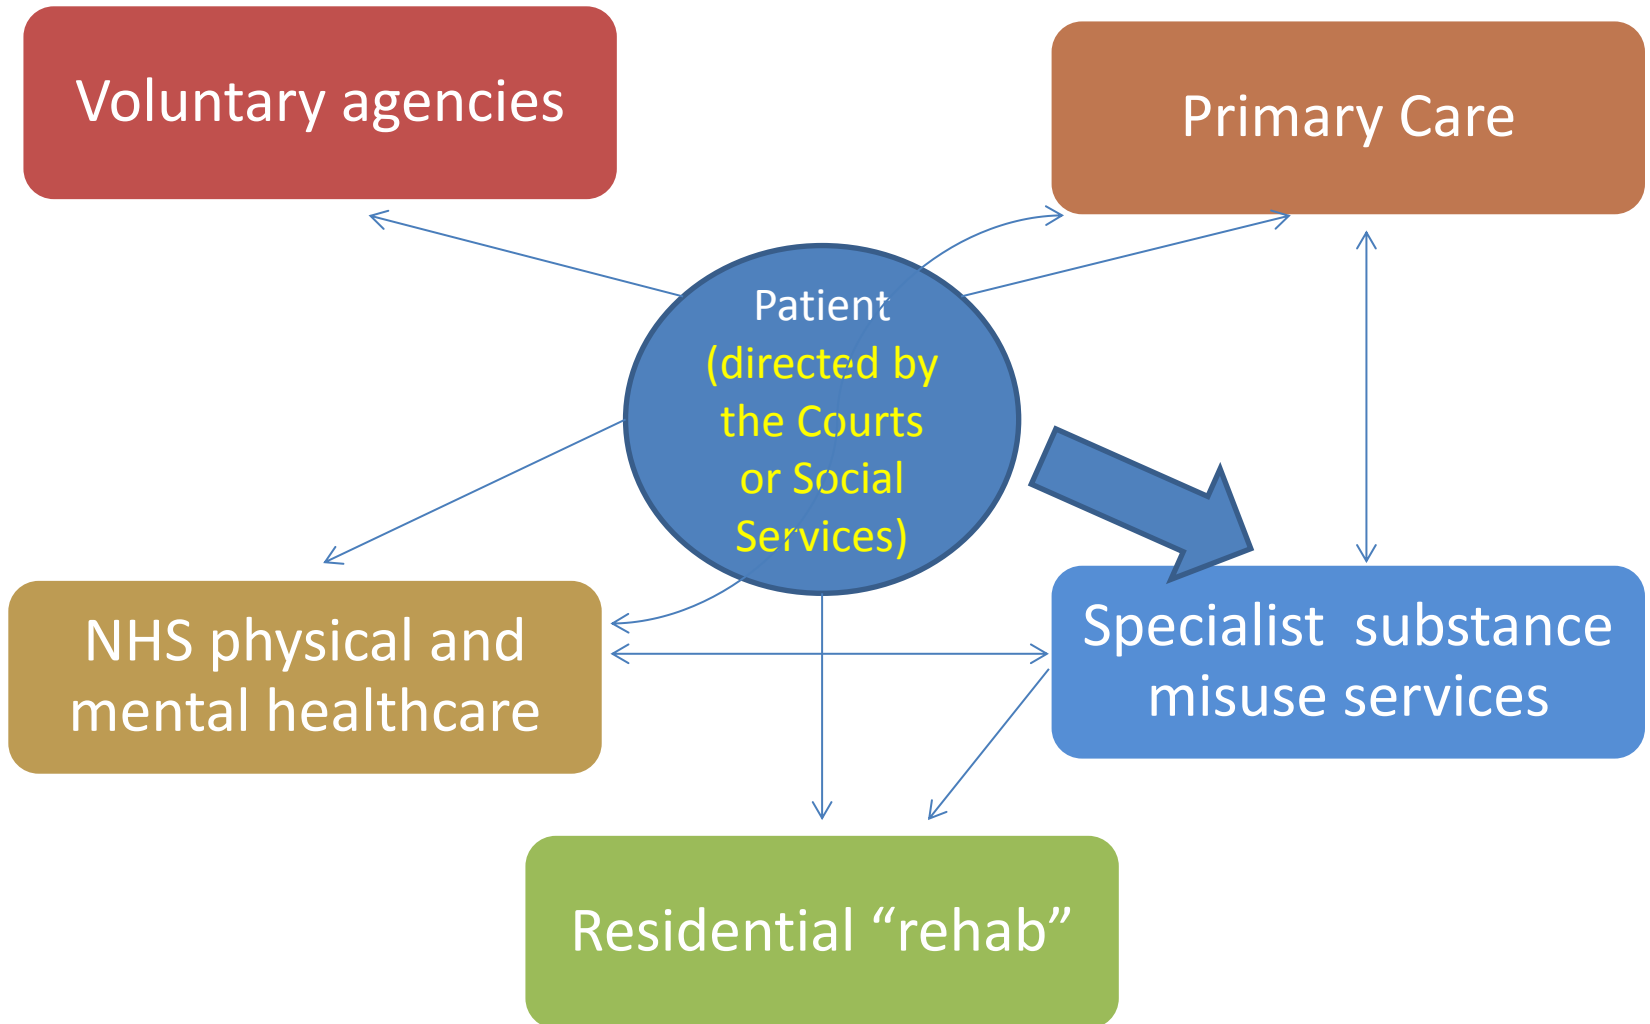 Voluntary agencies
Primary Care
Patient
(directed by
the Courts
or Social
Services)
NHS physical and
mental healthcare
Specialist  substance
misuse services
Residential “rehab”